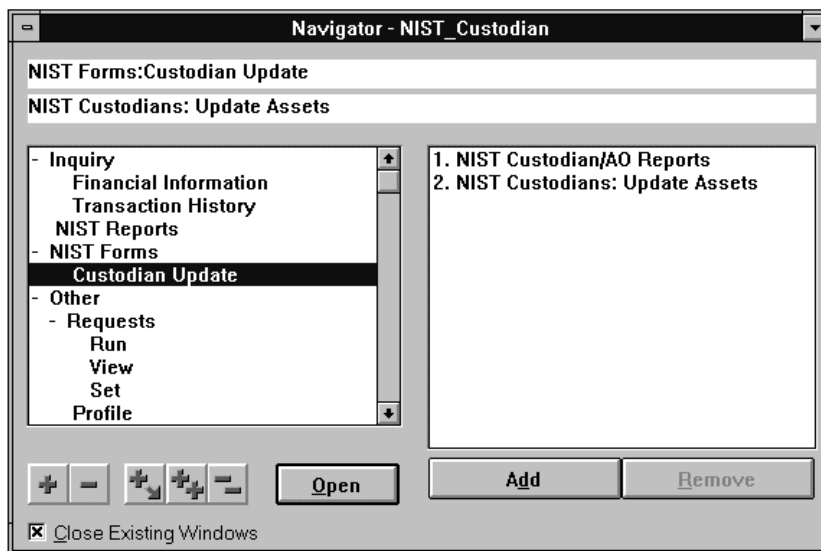 Navigator - NIST_Custodian
NIST Forms:Custodian Update
NIST Custodians: Update Assets
- Inquiry
Financial Information
Transaction History
NIST Reports
- NIST Forms
Custodian Update
- Other
- Requests
Run
View
Set
Profile
1. NIST Custodian/AO Reports
2. NIST Custodians: Update Assets
Open
Add
Remove
Close Existing Windows